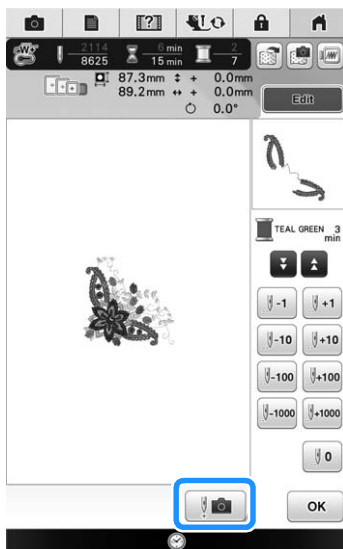 2114 6 min 2
8625 15 min 7
87.3mm + 0.0mm
89.2mm + 0.0mm
0.0°
Edit
TEAL GREEN 3
min
-1 +1
-10 +10
-100 +100
-1000 +1000
0
OK